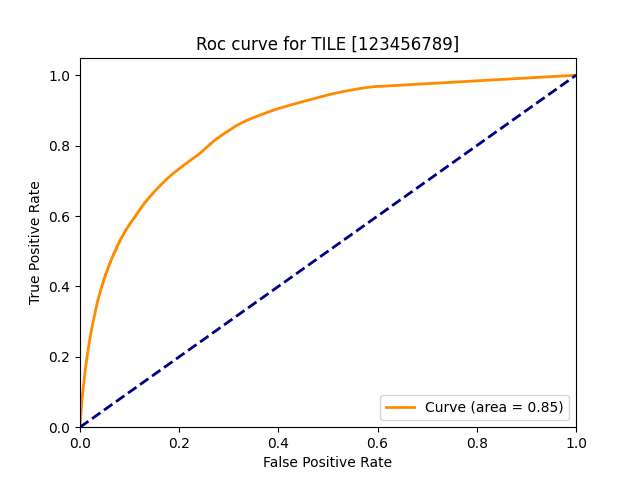 Roc curve for TILE [123456789]
True Positive Rate
1.0
0.8
0.6
0.4
0.2
0.0
Curve (area = 0.85)
0.0 0.2 0.4 0.6 0.8 1.0
False Positive Rate